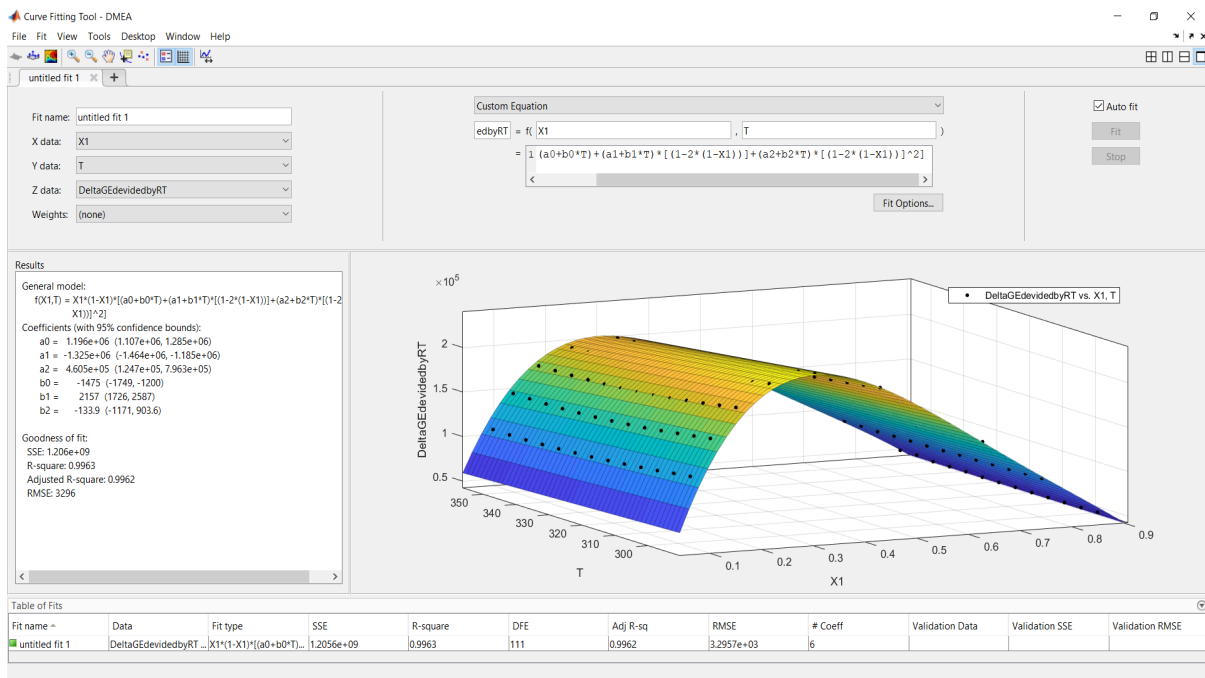 Curve Fitting Tool - DMEA
File Fit View Tools Desktop Window Help
untitled fit 1
Fit name: untitled fit 1
X data: X1
Y data: T
Z data: DeltaGEdevidedbyRT
Weights: (none)
Custom Equation
edbyRT = f( X1 , T )
= 1 (a0+b0*T)+(a1+b1*T)*[(1-2*(1-X1))]+(a2+b2*T)*[(1-2*(1-X1))]^2]
Fit Options...
Auto fit
Fit
Stop
Results
General model:
f(X1,T) = X1*(1-X1)*[(a0+b0*T)+(a1+b1*T)*[(1-2*(1-X1))]+(a2+b2*T)*[(1-2
X1))]^2]
Coefficients (with 95% confidence bounds):
a0 = 1.196e+06 (1.107e+06, 1.285e+06)
a1 = -1.325e+06 (-1.464e+06, -1.185e+06)
a2 = 4.605e+05 (1.247e+05, 7.963e+05)
b0 = -1475 (-1749, -1200)
b1 = 2157 (1726, 2587)
b2 = -133.9 (-1171, 903.6)
Goodness of fit:
SSE: 1.206e+09
R-square: 0.9963
Adjusted R-square: 0.9962
RMSE: 3296
×10^5
DeltaGEdevidedbyRT vs. X1, T
DeltaGEdevidedbyRT
2
1.5
1
0.5
350
340
330
320
310
300
T
0.1
0.2
0.3
0.4
0.5
0.6
0.7
0.8
0.9
X1
Table of Fits
Fit name Data Fit type SSE R-square DFE Adj R-sq RMSE # Coeff Validation Data Validation SSE Validation RMSE
untitled fit 1 DeltaGEdevidedbyRT ... X1*(1-X1)*[(a0+b0*T)... 1.2056e+09 0.9963 111 0.9962 3.2957e+03 6